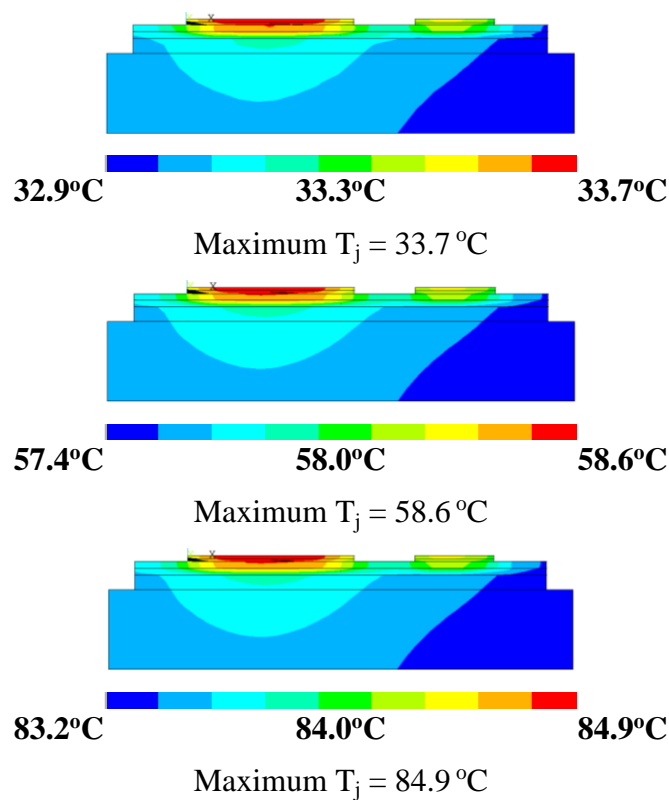 X
32.9°C 33.3°C 33.7°C
Maximum Tj = 33.7 °C
X
57.4°C 58.0°C 58.6°C
Maximum Tj = 58.6 °C
X
83.2°C 84.0°C 84.9°C
Maximum Tj = 84.9 °C